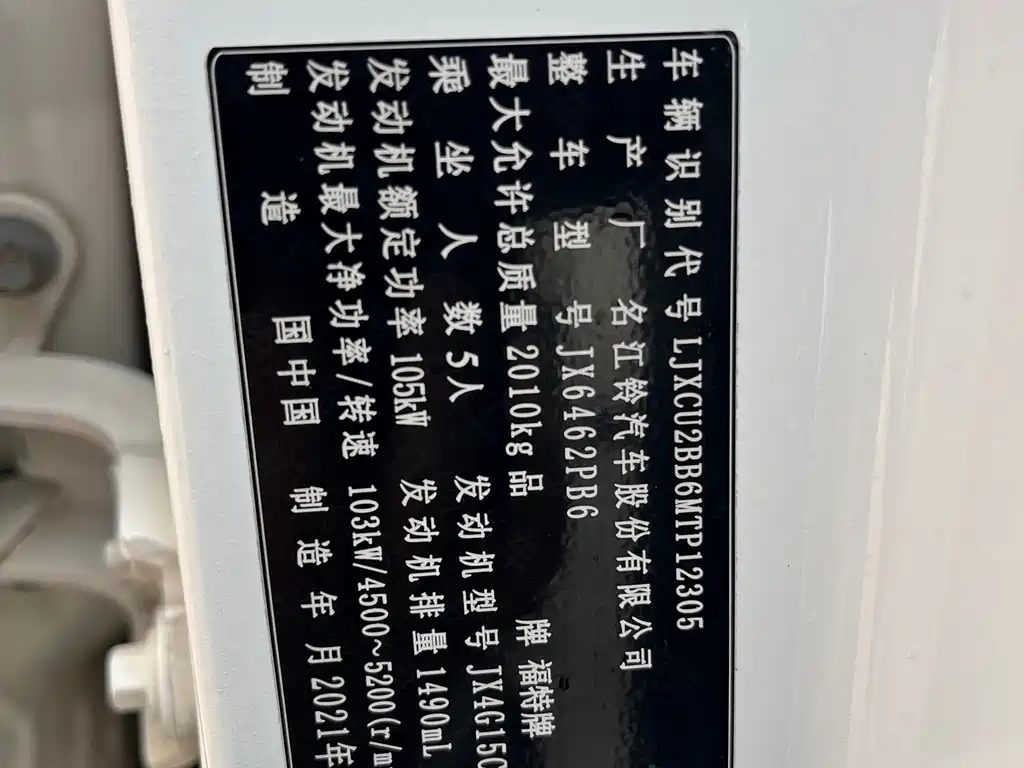 车辆识别代号 LJXCU2BB6MTP12305
生产厂名 江铃汽车股份有限公司
整车型号 JX6462PB6
最大允许总质量 2010kg 品牌 福特牌
乘坐人数 5人 发动机型号 JX4G15C
发动机额定功率 105kW 发动机排量 1490mL
发动机最大净功率/转速 103kW/4500~5200(r/m
制造国 中国 制造年月 2021年